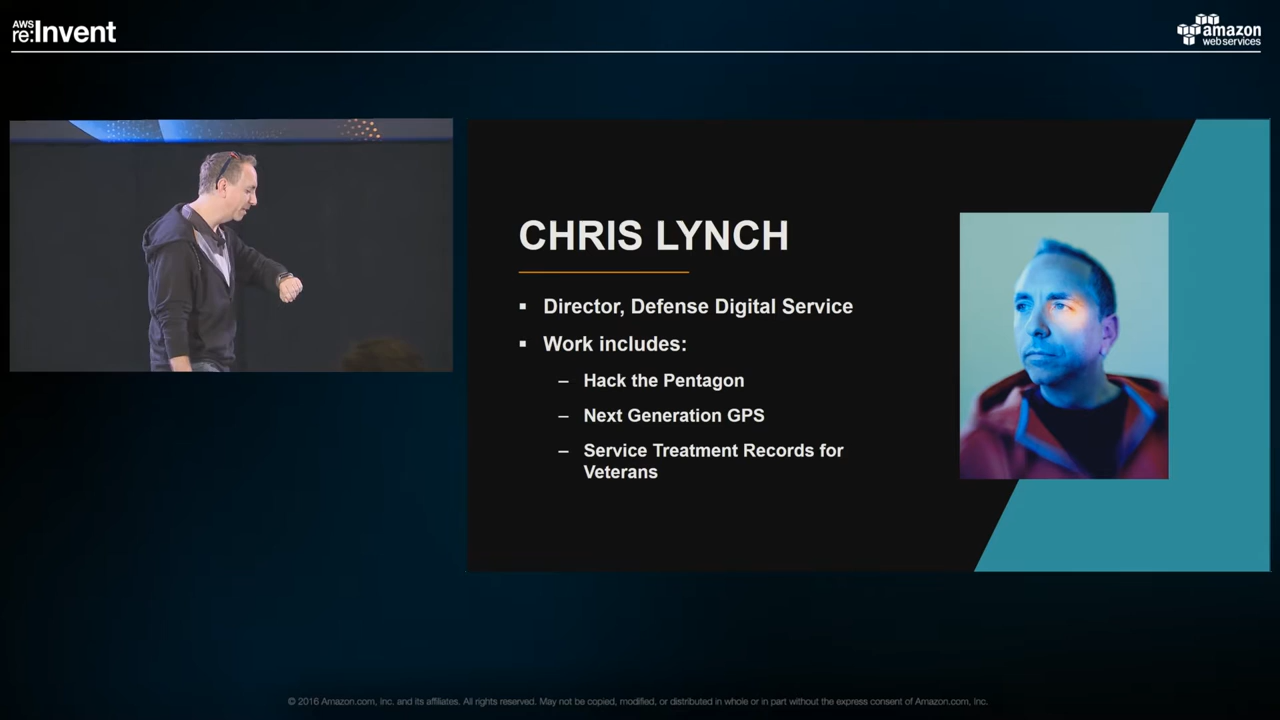 AWS
re:Invent
amazon
web services
CHRIS LYNCH
▪ Director, Defense Digital Service
▪ Work includes:
– Hack the Pentagon
– Next Generation GPS
– Service Treatment Records for
Veterans
© 2016 Amazon.com, Inc. and its affiliates. All rights reserved. May not be copied, modified, or distributed in whole or in part without the express consent of Amazon.com, Inc.